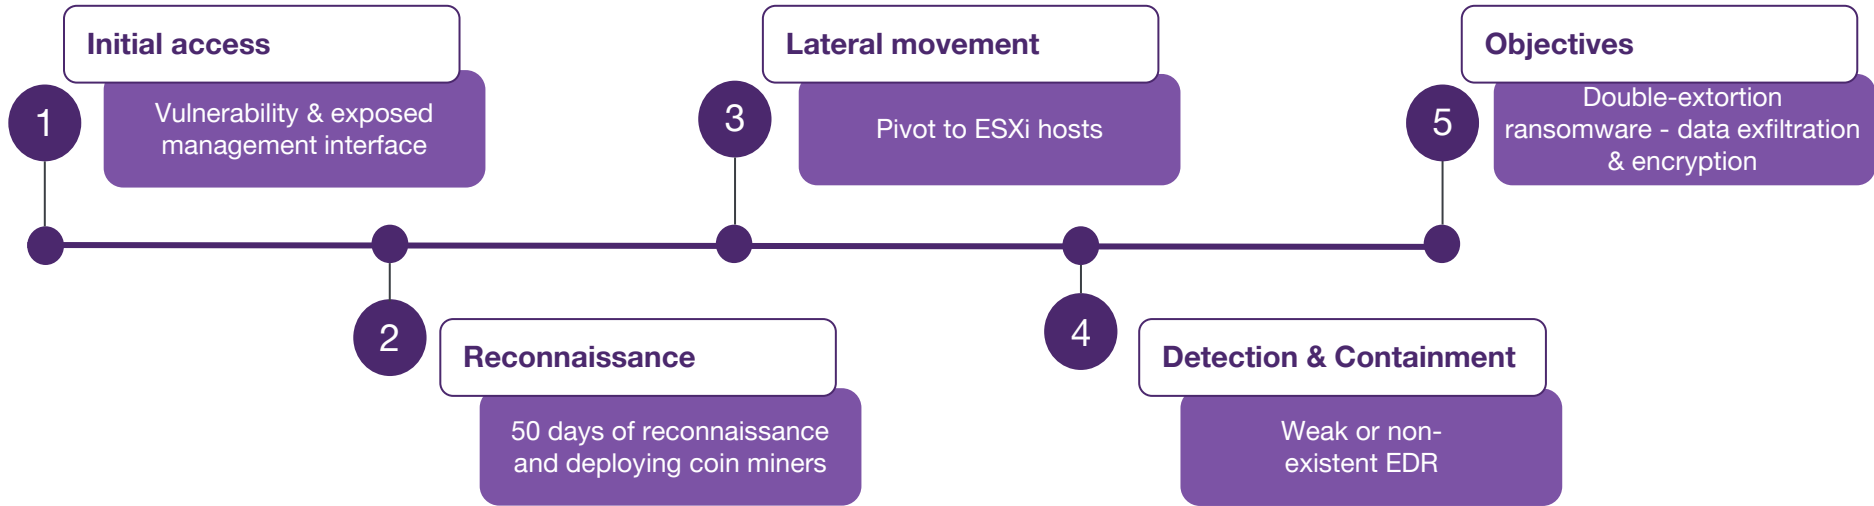 1
Initial access
Vulnerability & exposed
management interface
2
Reconnaissance
50 days of reconnaissance
and deploying coin miners
3
Lateral movement
Pivot to ESXi hosts
4
Detection & Containment
Weak or non-
existent EDR
5
Objectives
Double-extortion
ransomware - data exfiltration
& encryption